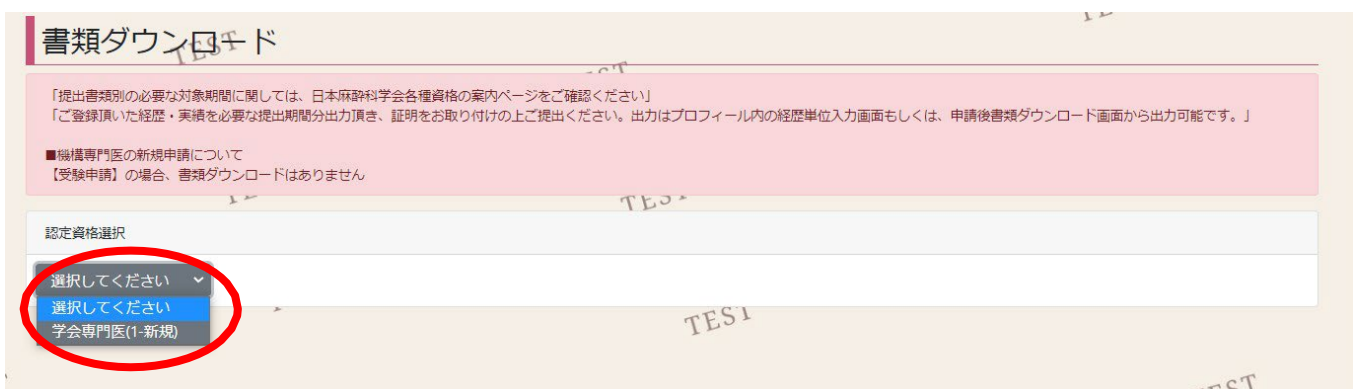 書類ダウンロード
「提出書類別の必要な対象期間に関しては、日本麻酔科学会各種資格の案内ページをご確認ください」
「ご登録頂いた経歴・実績を必要な提出期間分出力頂き、証明をお取り付けの上ご提出ください。出力はプロフィール内の経歴単位入力画面もしくは、申請後書類ダウンロード画面から出力可能です。」
■機構専門医の新規申請について
【受験申請】の場合、書類ダウンロードはありません
認定資格選択
選択してください
選択してください
学会専門医(1-新規)
TEST
TEST
TEST